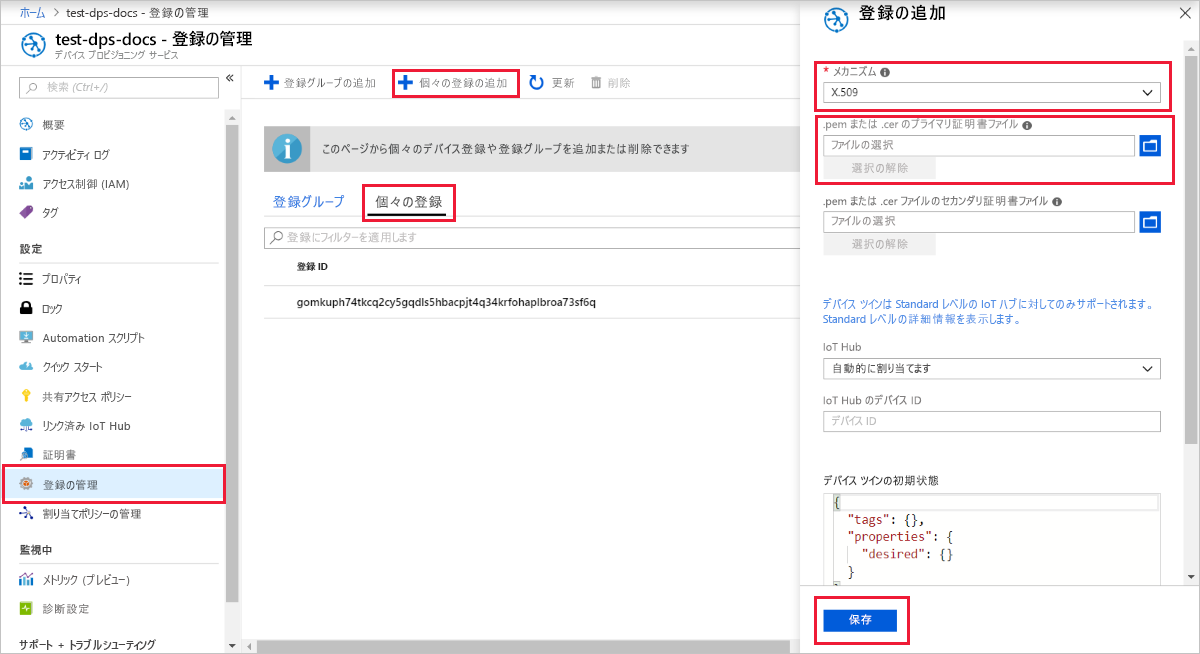 ホーム > test-dps-docs - 登録の管理
test-dps-docs - 登録の管理
デバイス プロビジョニング サービス
検索 (Ctrl+/)
概要
アクティビティ ログ
アクセス制御 (IAM)
タグ
設定
プロパティ
ロック
Automation スクリプト
クイック スタート
共有アクセス ポリシー
リンク済み IoT Hub
証明書
登録の管理
割り当てポリシーの管理
監視中
メトリック (プレビュー)
診断設定
サポート + トラブルシューティング
登録グループの追加
個々の登録の追加
更新
削除
このページから個々のデバイス登録や登録グループを追加または削除できます
登録グループ
個々の登録
登録にフィルターを適用します
登録 ID
gomkuph74tkcq2cy5gqdls5hbacpjt4q34krfohaplbroa73sf6q
登録の追加
* メカニズム
X.509
.pem または .cer のプライマリ証明書ファイル
ファイルの選択
選択の解除
.pem または .cer ファイルのセカンダリ証明書ファイル
ファイルの選択
選択の解除
デバイス ツインは Standard レベルの IoT ハブに対してのみサポートされます。
Standard レベルの詳細情報を表示します。
IoT Hub
自動的に割り当てます
IoT Hub のデバイス ID
デバイス ID
デバイス ツインの初期状態
{
"tags": {},
"properties": {
"desired": {}
}
保存